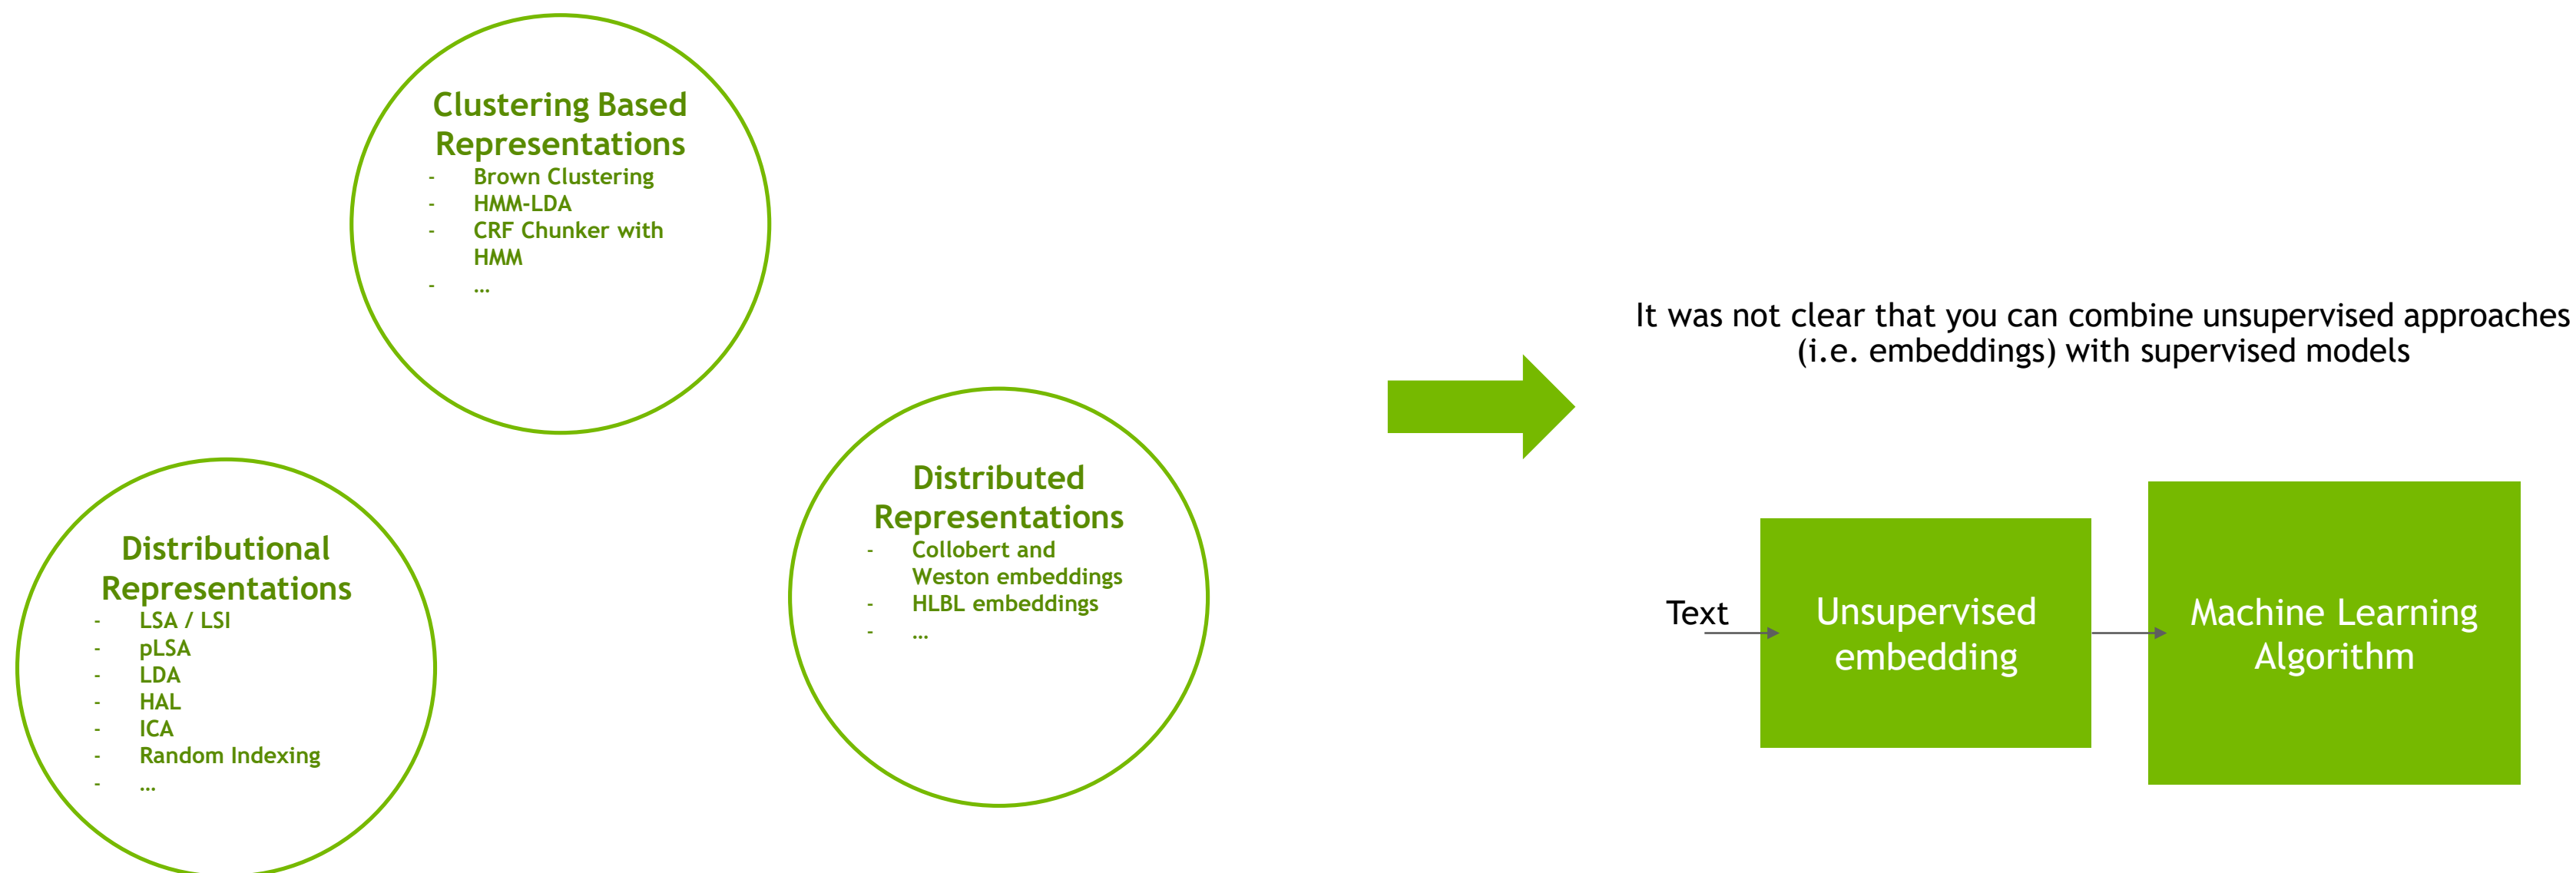 Clustering Based
Representations
- Brown Clustering
- HMM-LDA
- CRF Chunker with
HMM
- …
Distributional
Representations
- LSA / LSI
- pLSA
- LDA
- HAL
- ICA
- Random Indexing
- …
Distributed
Representations
- Collobert and
Weston embeddings
- HLBL embeddings
- …
It was not clear that you can combine unsupervised approaches
(i.e. embeddings) with supervised models
Text
Unsupervised
embedding
Machine Learning
Algorithm